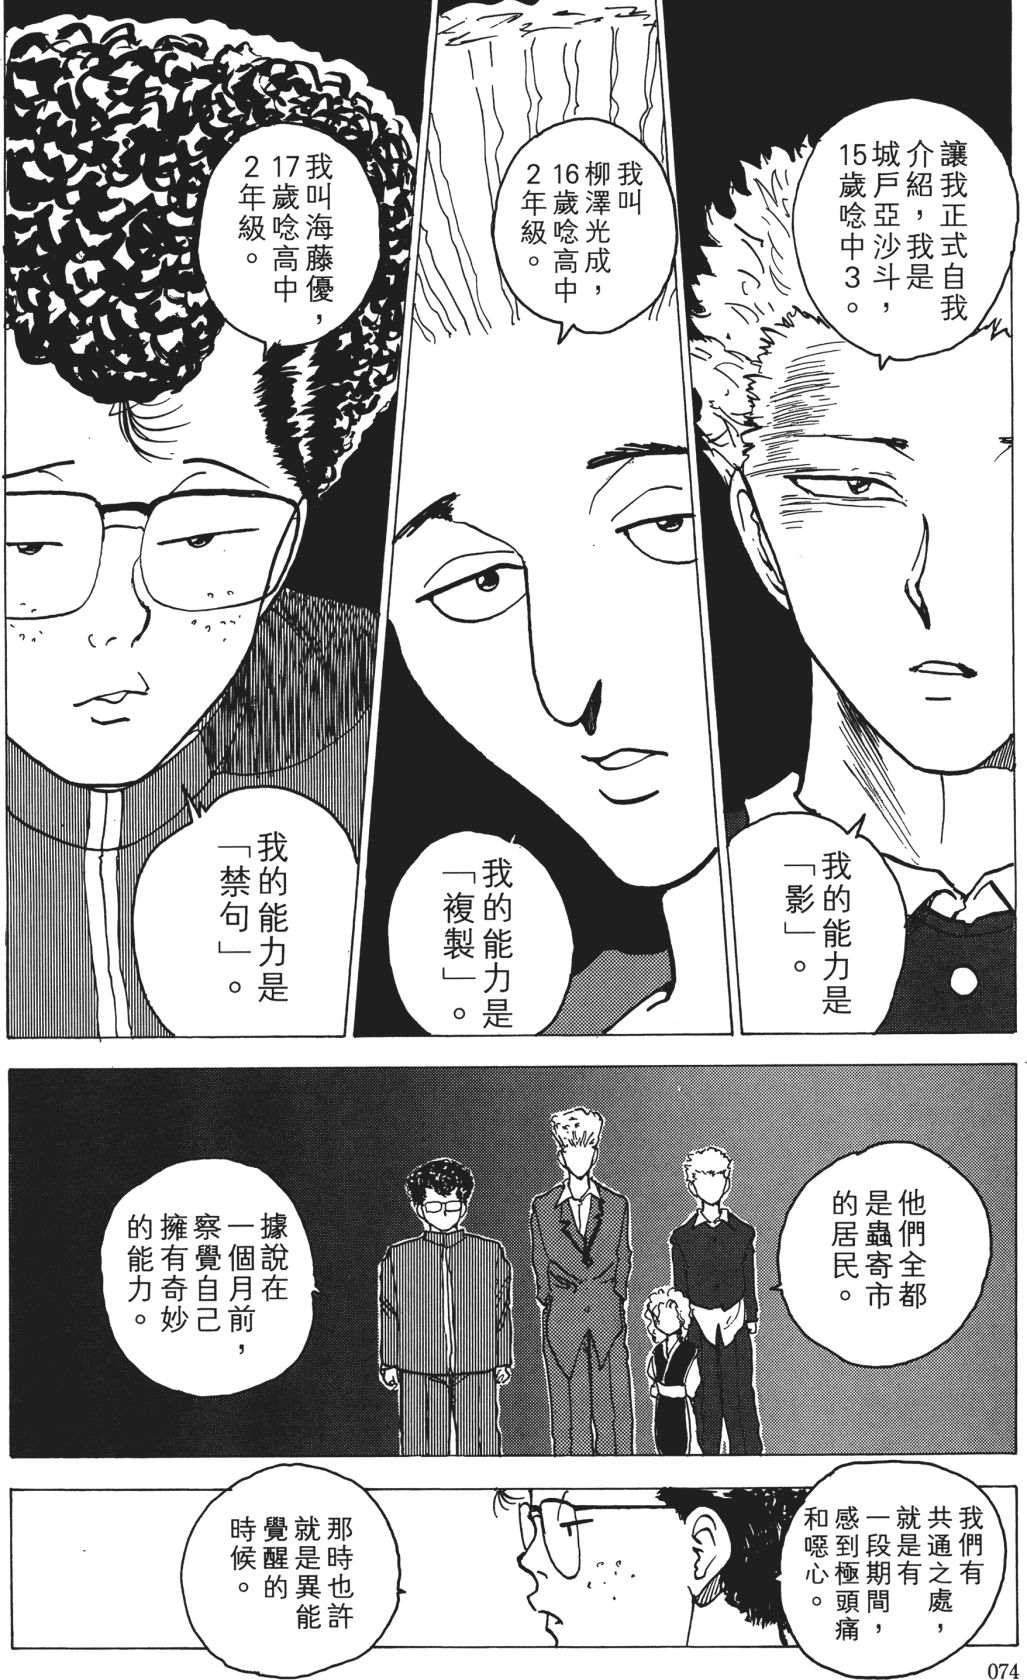 讓我正式自我
介紹，我是
城戶亞沙斗，
15歲唸中3。
我叫
柳澤光成，
16歲唸高中
2年級。
我叫海藤優，
17歲唸高中
2年級。
我的能力是
「影」。
我的能力是
「複製」。
我的能力是
「禁句」。
他們全都
是蟲寄市
的居民。
據說在
一個月前，
察覺自己
擁有奇妙
的能力。
我們有
共通之處，
就是有
一段期間，
感到極頭痛
和噁心。
那時也許
就是異能
覺醒的
時候。
074